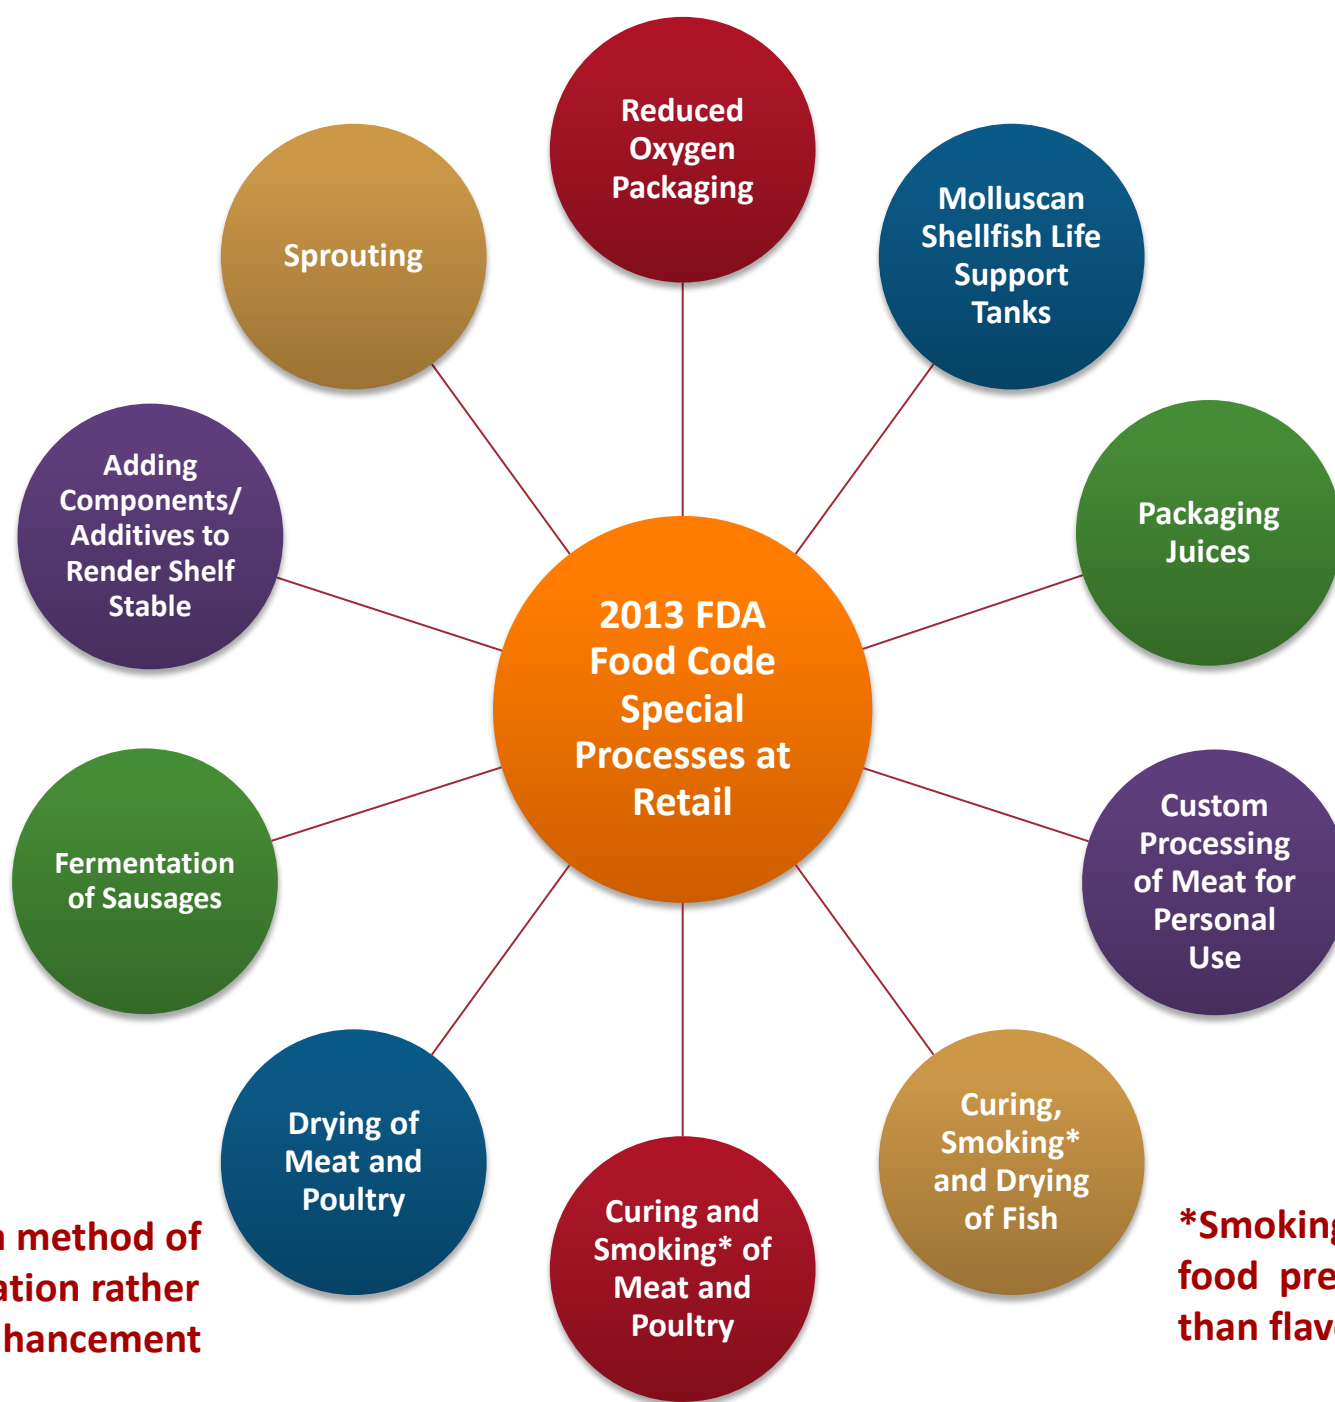 Reduced
Oxygen
Packaging
Molluscan
Shellfish Life
Support
Tanks
Packaging
Juices
Custom
Processing
of Meat for
Personal
Use
Curing,
Smoking*
and Drying
of Fish
Curing and
Smoking* of
Meat and
Poultry
Drying of
Meat and
Poultry
Fermentation
of Sausages
Adding
Components/
Additives to
Render Shelf
Stable
Sprouting
2013 FDA
Food Code
Special
Processes at
Retail
method of
rather
*Smoking
food
than